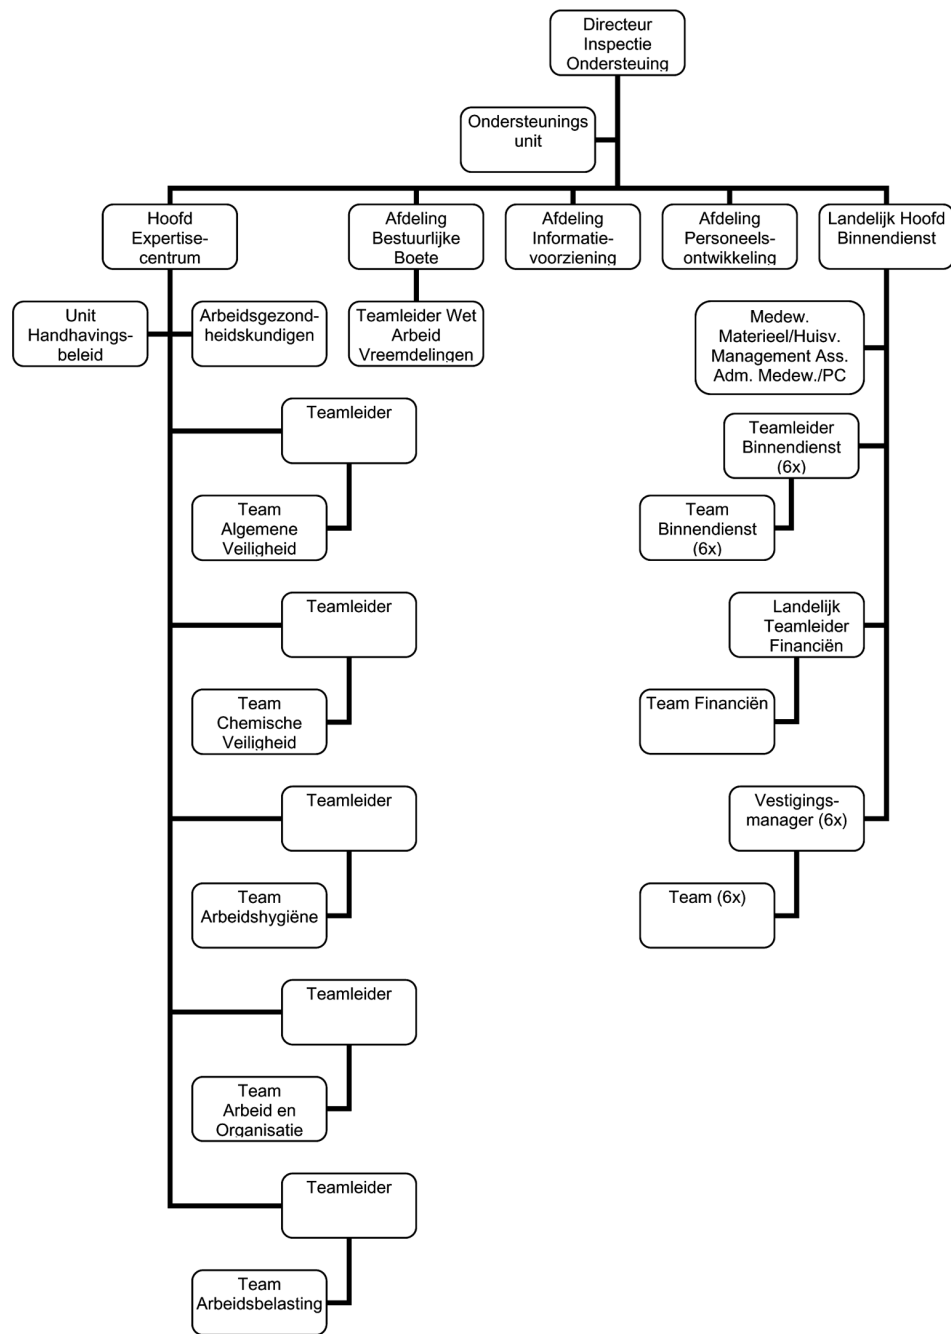 Directeur
Inspectie
Ondersteuing
Ondersteunings
unit
Hoofd
Expertise-
centrum
Afdeling
Bestuurlijke
Boete
Afdeling
Informatie-
voorziening
Afdeling
Personeels-
ontwikkeling
Landelijk Hoofd
Binnendienst
Unit
Handhavings-
beleid
Arbeidsgezond-
heidskundigen
Teamleider Wet
Arbeid
Vreemdelingen
Medew.
Materieel/Huisv.
Management Ass.
Adm. Medew./PC
Teamleider
Team
Algemene
Veiligheid
Teamleider
Binnendienst
(6x)
Team
Binnendienst
(6x)
Teamleider
Team
Chemische
Veiligheid
Landelijk
Teamleider
Financiën
Team Financiën
Teamleider
Team
Arbeidshygiëne
Vestigings-
manager (6x)
Team (6x)
Teamleider
Team
Arbeid en
Organisatie
Teamleider
Team
Arbeidsbelasting